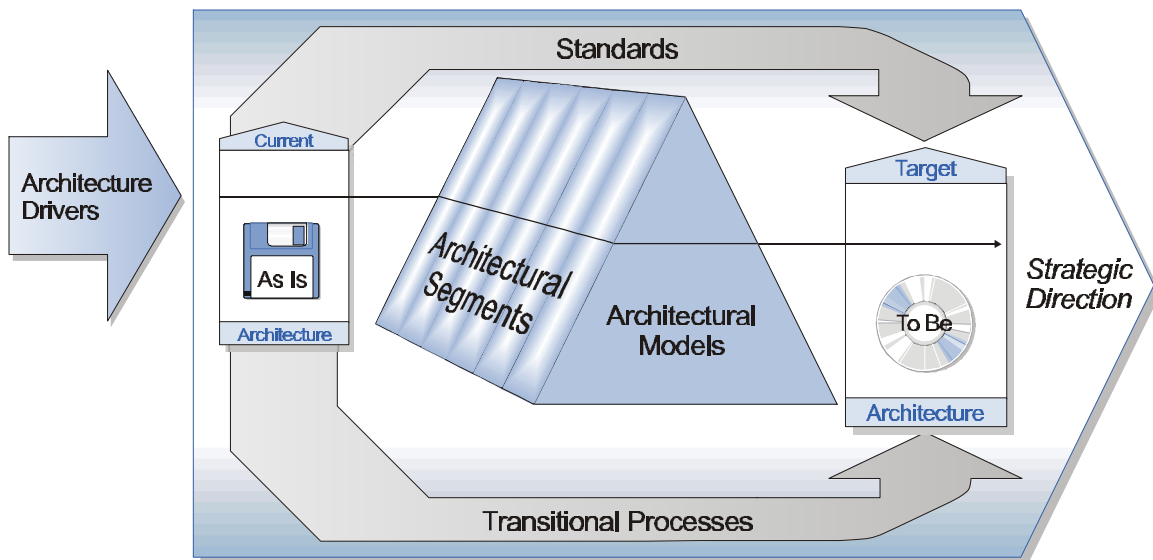 Standards
Architecture
Drivers
Current
As Is
Architecture
Architectural
Segments
Architectural
Models
Target
To Be
Architecture
Strategic
Direction
Transitional Processes